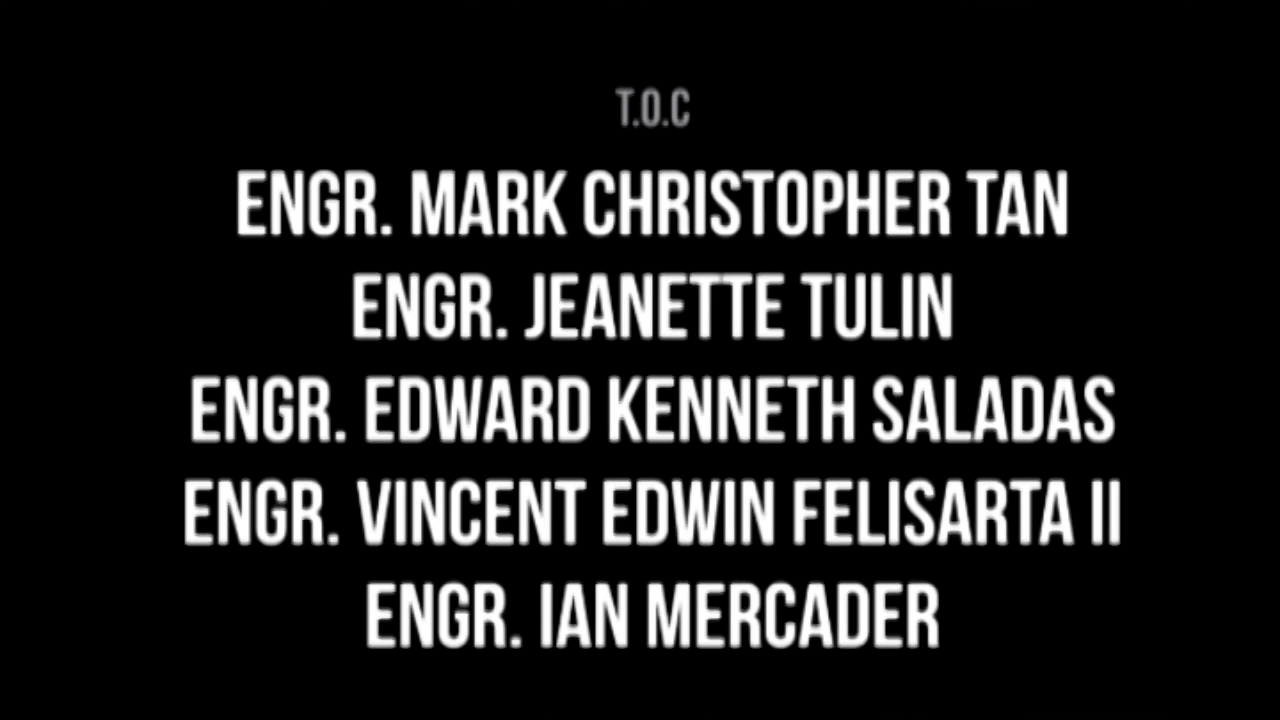 T.O.C
ENGR. MARK CHRISTOPHER TAN
ENGR. JEANETTE TULIN
ENGR. EDWARD KENNETH SALADAS
ENGR. VINCENT EDWIN FELISARTA II
ENGR. IAN MERCADER